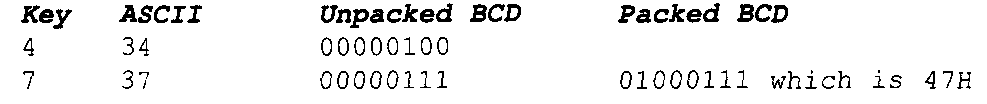 Key ASCII Unpacked BCD Packed BCD
4 34 00000100
7 37 00000111 01000111 which is 47H